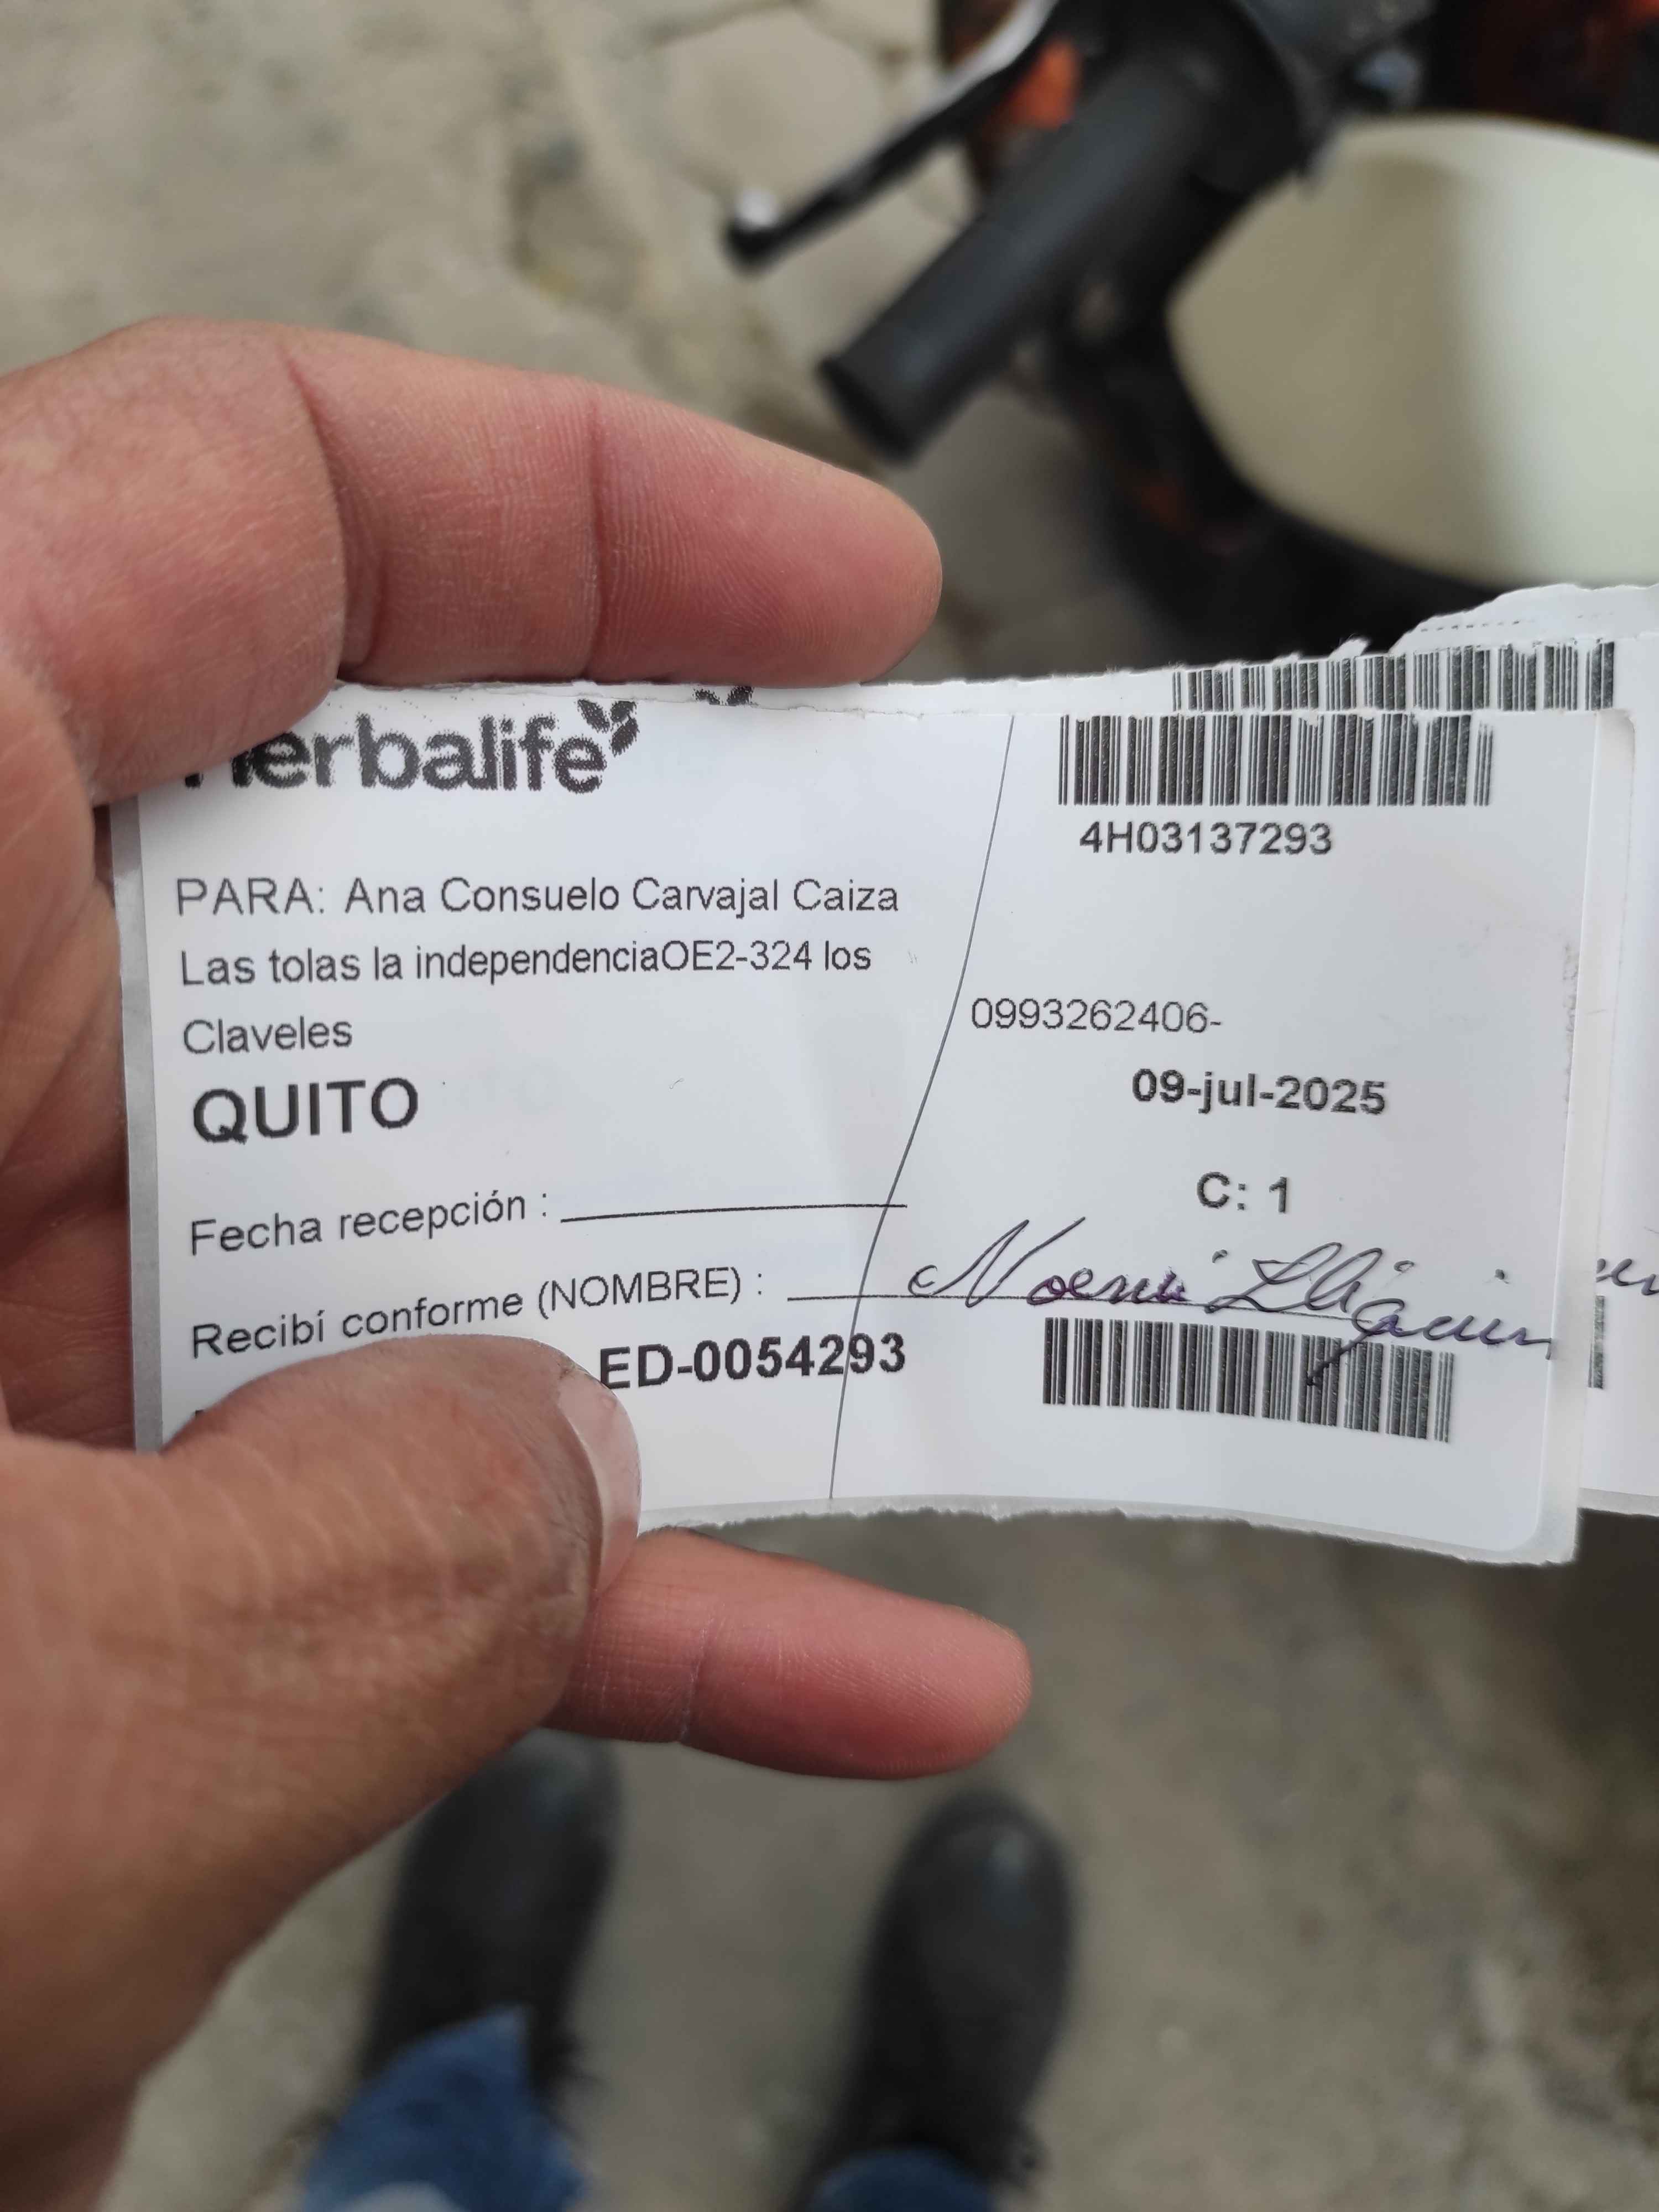 Herbalife
4H03137293
PARA: Ana Consuelo Carvajal Caiza
Las tolas la independenciaOE2-324 los
Claveles
0993262406-
QUITO
09-jul-2025
C: 1
Fecha recepción :
Recibí conforme (NOMBRE) : Noemi
ED-0054293